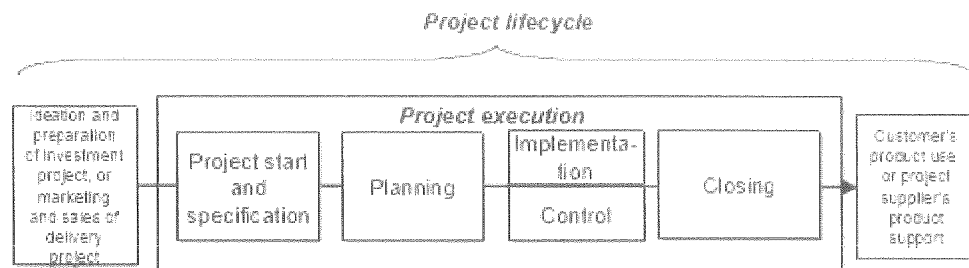 Project lifecycle
Project execution
Ideation and
preparation
of investment
project, or
marketing
and sales of
delivery
project
Project start
and
specification
Planning
Implementa-
tion
Control
Closing
Customer's
product use
or project
supplier's
product
support